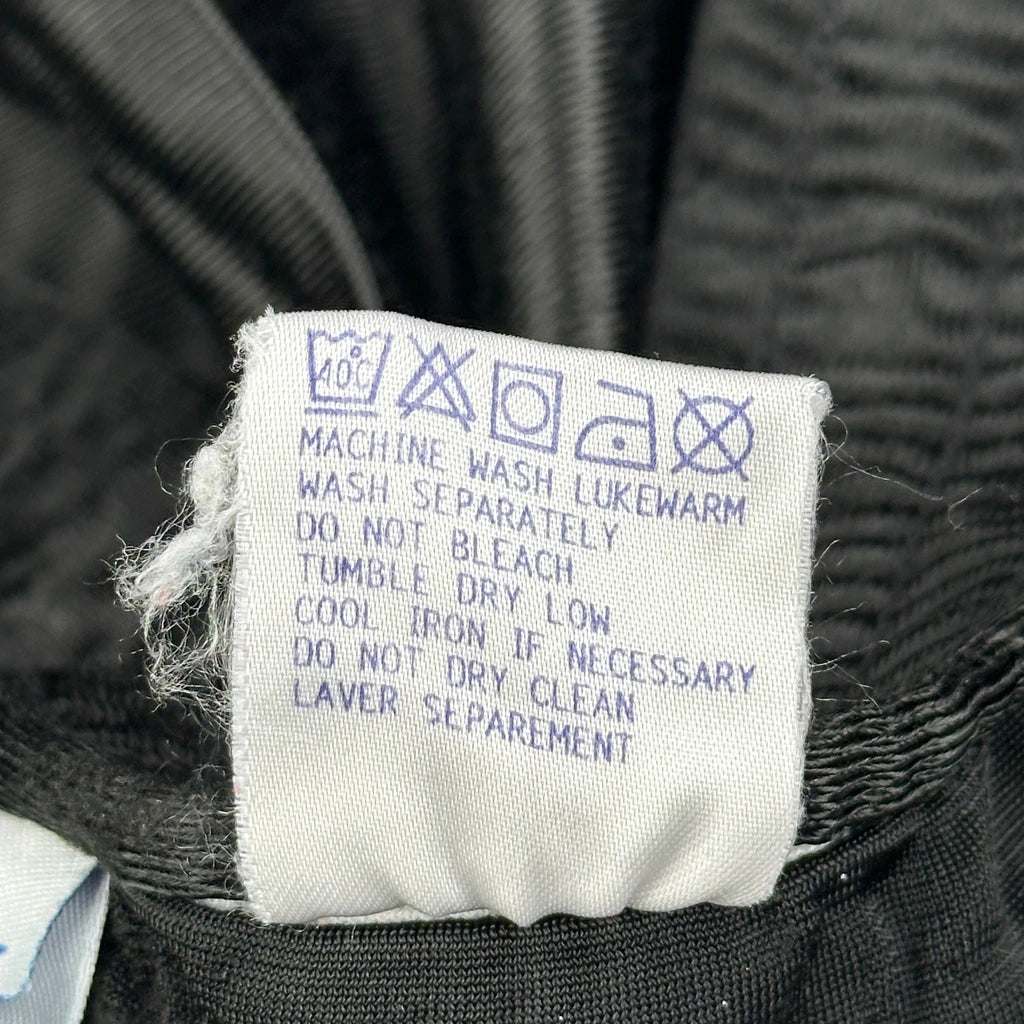 40C
MACHINE WASH LUKEWARM
WASH SEPARATELY
DO NOT BLEACH
TUMBLE DRY LOW
COOL IRON IF NECESSARY
DO NOT DRY CLEAN
LAVER SEPAREMENT